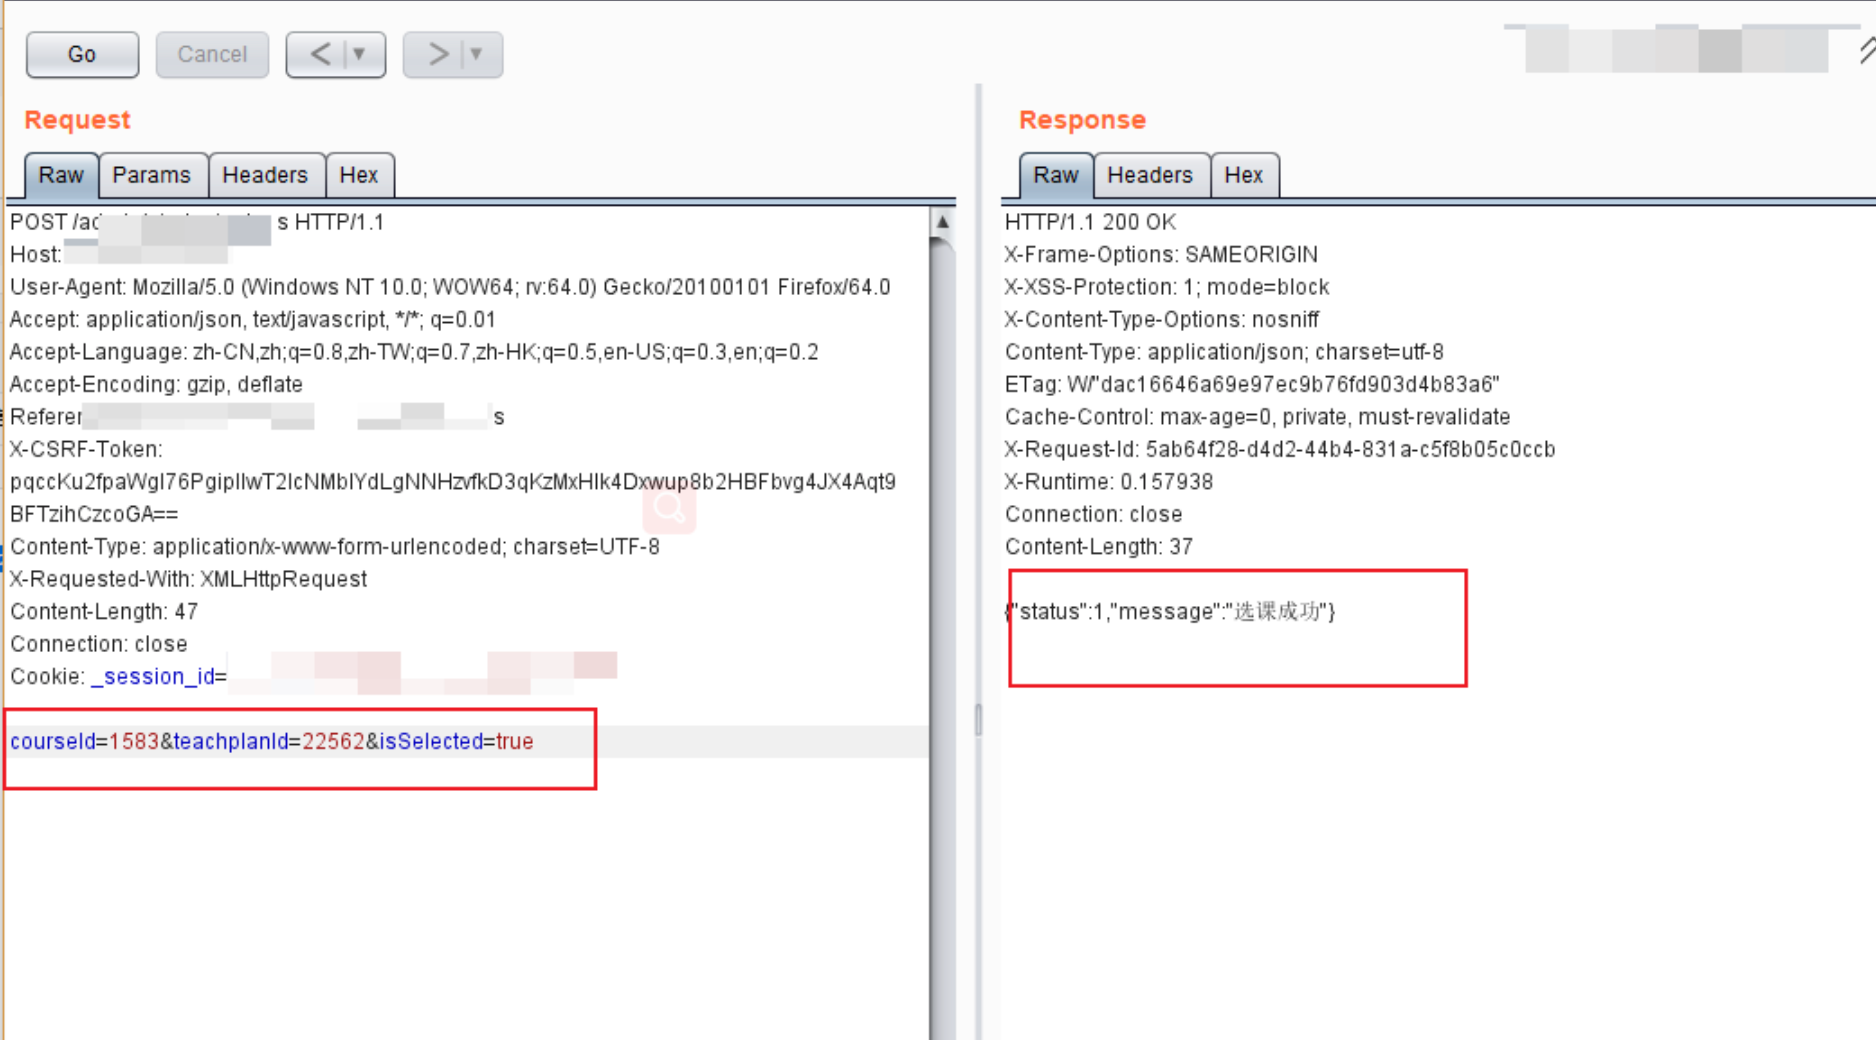 Go Cancel < >
Request
Raw Params Headers Hex
POST /ad s HTTP/1.1
Host:
User-Agent: Mozilla/5.0 (Windows NT 10.0; WOW64; rv:64.0) Gecko/20100101 Firefox/64.0
Accept: application/json, text/javascript, */*; q=0.01
Accept-Language: zh-CN,zh;q=0.8,zh-TW;q=0.7,zh-HK;q=0.5,en-US;q=0.3,en;q=0.2
Accept-Encoding: gzip, deflate
Referer s
X-CSRF-Token:
BFTzihCzcoGA==
Content-Type: application/x-www-form-urlencoded; charset=UTF-8
X-Requested-With: XMLHttpRequest
Content-Length: 47
Connection: close
Cookie: _session_id=
courseId=1583&teachplanId=22562&isSelected=true
Response
Raw Headers Hex
HTTP/1.1 200 OK
X-Frame-Options: SAMEORIGIN
X-XSS-Protection: 1; mode=block
X-Content-Type-Options: nosniff
Content-Type: application/json; charset=utf-8
ETag: W/"dac16646a69e97ec9b76fd903d4b83a6"
Cache-Control: max-age=0, private, must-revalidate
X-Request-Id: 5ab64f28-d4d2-44b4-831a-c5f8b05c0ccb
X-Runtime: 0.157938
Connection: close
Content-Length: 37
{"status":1,"message":"选课成功"}